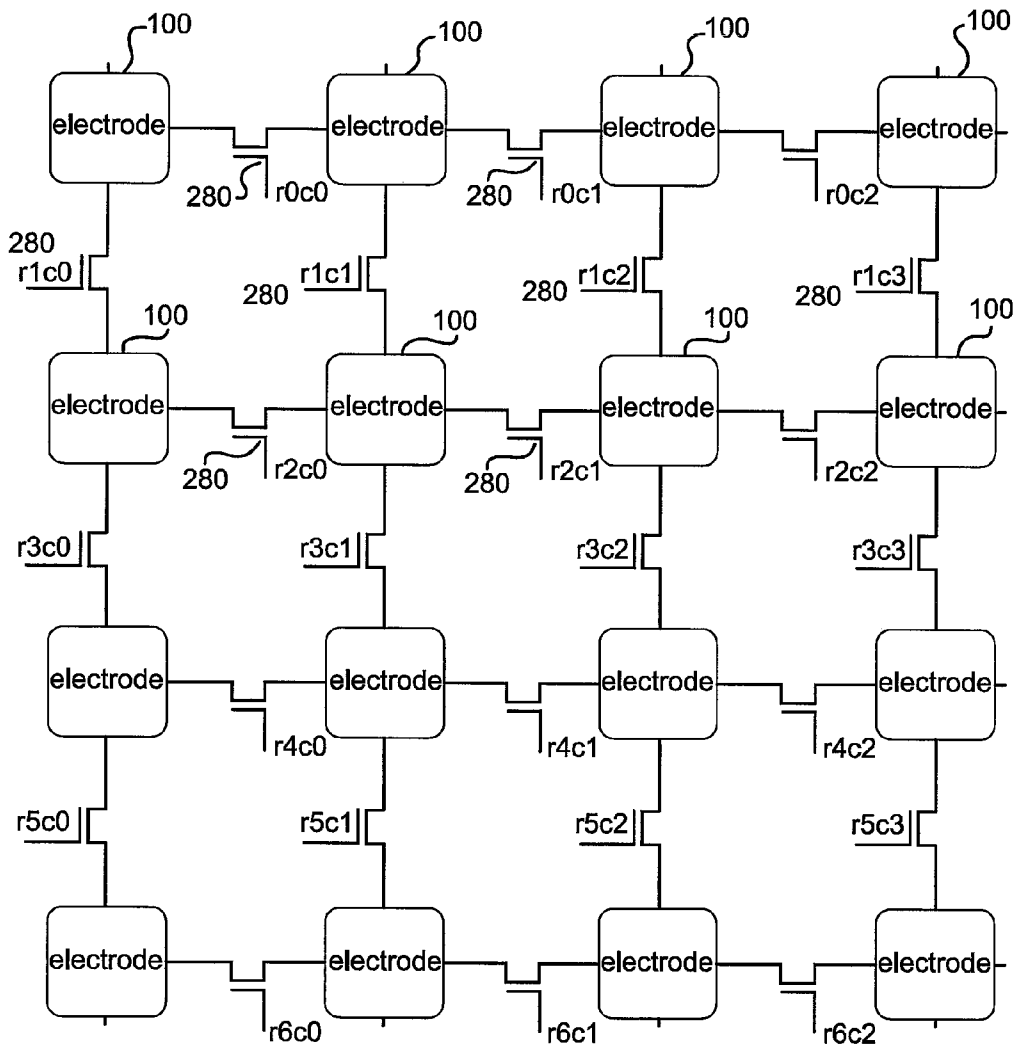 100 100 100 100
electrode electrode electrode electrode
280 r0c0 280 r0c1 r0c2
280
r1c0 r1c1 r1c2 r1c3
280 280 280
100 100 100 100
electrode electrode electrode electrode
280 r2c0 280 r2c1 r2c2
r3c0 r3c1 r3c2 r3c3
electrode electrode electrode electrode
r4c0 r4c1 r4c2
r5c0 r5c1 r5c2 r5c3
electrode electrode electrode electrode
r6c0 r6c1 r6c2